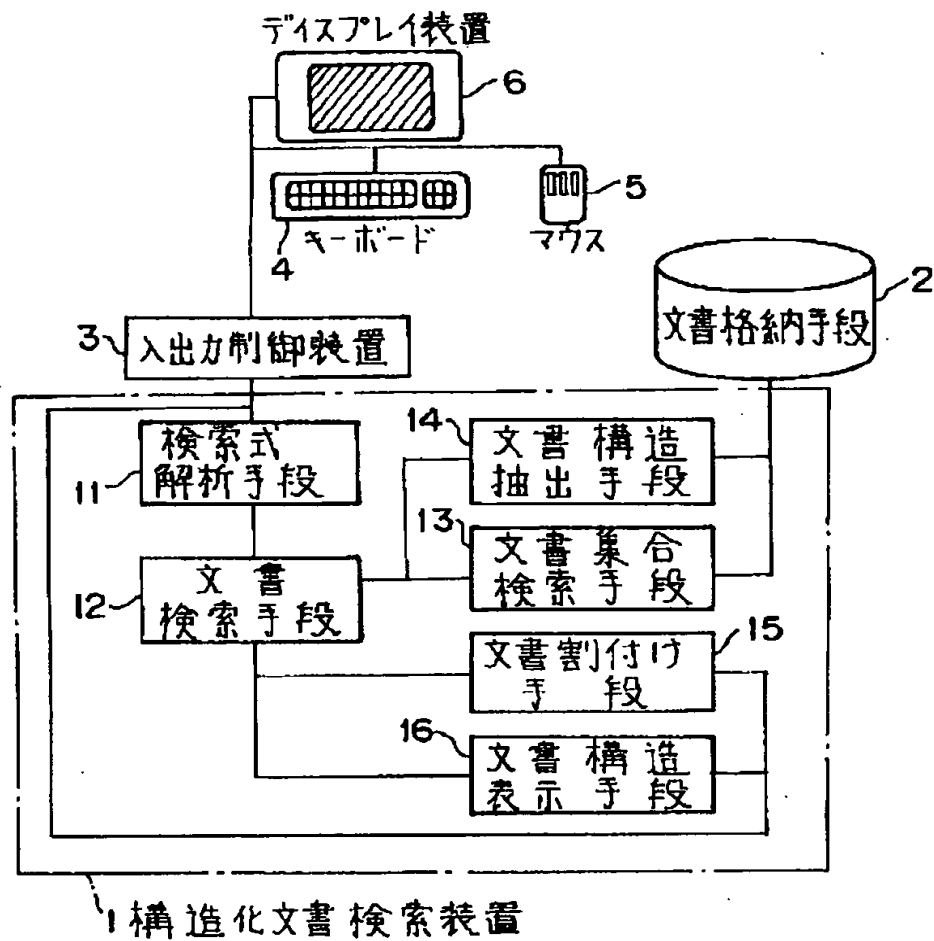 ディスプレイ装置
6
5
4
キーボード
マウス
2
文書格納手段
3
入出力制御装置
14
文書構造
抽出手段
検索式
解析手段
11
13
文書集合
検索手段
文書
検索手段
12
15
文書割付け
手段
16
文書構造
表示手段
1 構造化文書検索装置